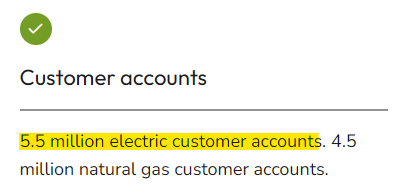 Customer accounts
5.5 million electric customer accounts. 4.5
million natural gas customer accounts.